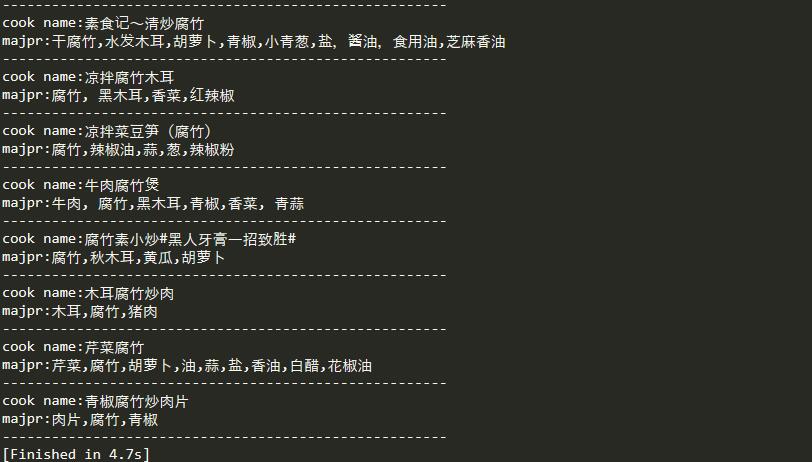 --------------------------------------------------------
cook name:素食记～清炒腐竹
majpr:干腐竹,水发木耳,胡萝卜,青椒,小青葱,盐, 酱油, 食用油,芝麻香油
--------------------------------------------------------
cook name:凉拌腐竹木耳
majpr:腐竹, 黑木耳,香菜,红辣椒
--------------------------------------------------------
cook name:凉拌菜豆笋（腐竹）
majpr:腐竹,辣椒油,蒜,葱,辣椒粉
--------------------------------------------------------
cook name:牛肉腐竹煲
majpr:牛肉, 腐竹,黑木耳,青椒,香菜, 青蒜
--------------------------------------------------------
cook name:腐竹素小炒#黑人牙膏一招致胜#
majpr:腐竹,秋木耳,黄瓜,胡萝卜
--------------------------------------------------------
cook name:木耳腐竹炒肉
majpr:木耳,腐竹,猪肉
--------------------------------------------------------
cook name:芹菜腐竹
majpr:芹菜,腐竹,胡萝卜,油,蒜,盐,香油,白醋,花椒油
--------------------------------------------------------
cook name:青椒腐竹炒肉片
majpr:肉片,腐竹,青椒
--------------------------------------------------------
[Finished in 4.7s]